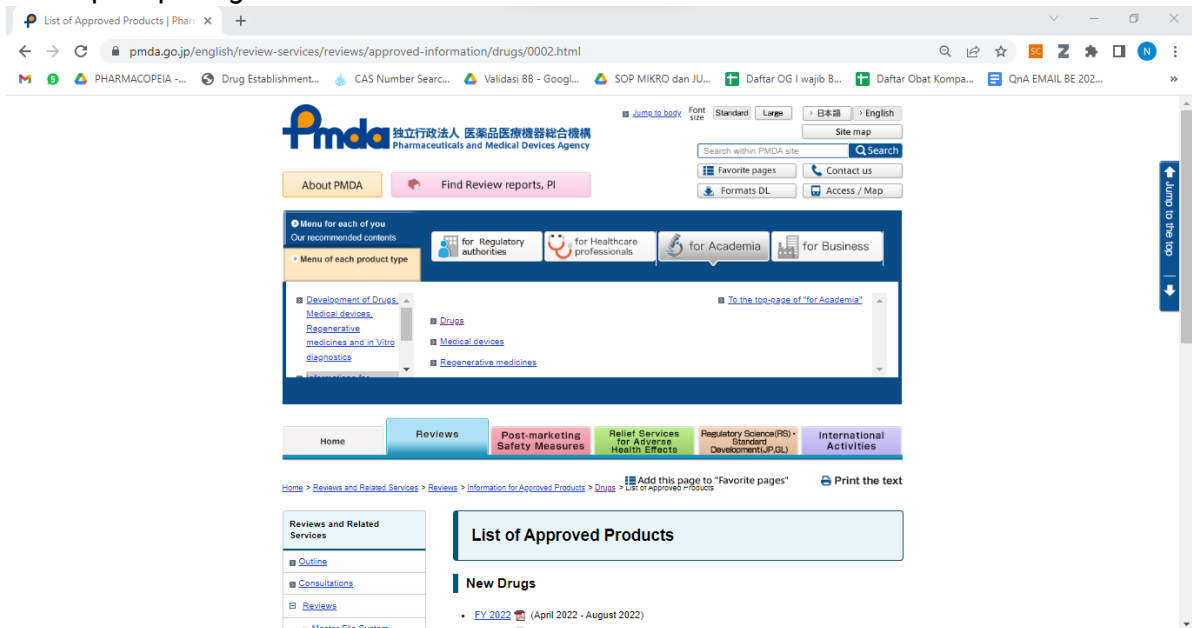 List of Approved Products | Phar
pmda.go.jp/english/review-services/reviews/approved-information/drugs/0002.html
SC
Z
N
PHARMACOPEIA -...
Drug Establishment...
CAS Number Searc...
Validasi BB - Googl...
SOP MIKRO dan JU...
Daftar OG I wajib B...
Daftar Obat Kompa...
QnA EMAIL BE 202...
»
Pmda
独立行政法人 医薬品医療機器総合機構
Pharmaceuticals and Medical Devices Agency
Jump to body
Font size
Standard
Large
日本語
English
Site map
Search within PMDA site
Search
Favorite pages
Contact us
Formats DL
Access / Map
About PMDA
Find Review reports, PI
Jump to the top
Menu for each of you
Our recommended contents
Menu of each product type
for Regulatory authorities
for Healthcare professionals
for Academia
for Business
Development of Drugs,
Medical devices,
Regenerative
medicines and in Vitro
diagnostics
Drugs
Medical devices
Regenerative medicines
To the top-page of "for Academia"
Home
Reviews
Post-marketing
Safety Measures
Relief Services
for Adverse
Health Effects
Regulatory Science(RS)・
Standard
Development(JP,GL)
International
Activities
Add this page to "Favorite pages"
Print the text
Home > Reviews and Related Services > Reviews > Information for Approved Products > Drugs > List of Approved Products
Reviews and Related
Services
Outline
Consultations
Reviews
Master File System
List of Approved Products
New Drugs
FY 2022 (April 2022 - August 2022)